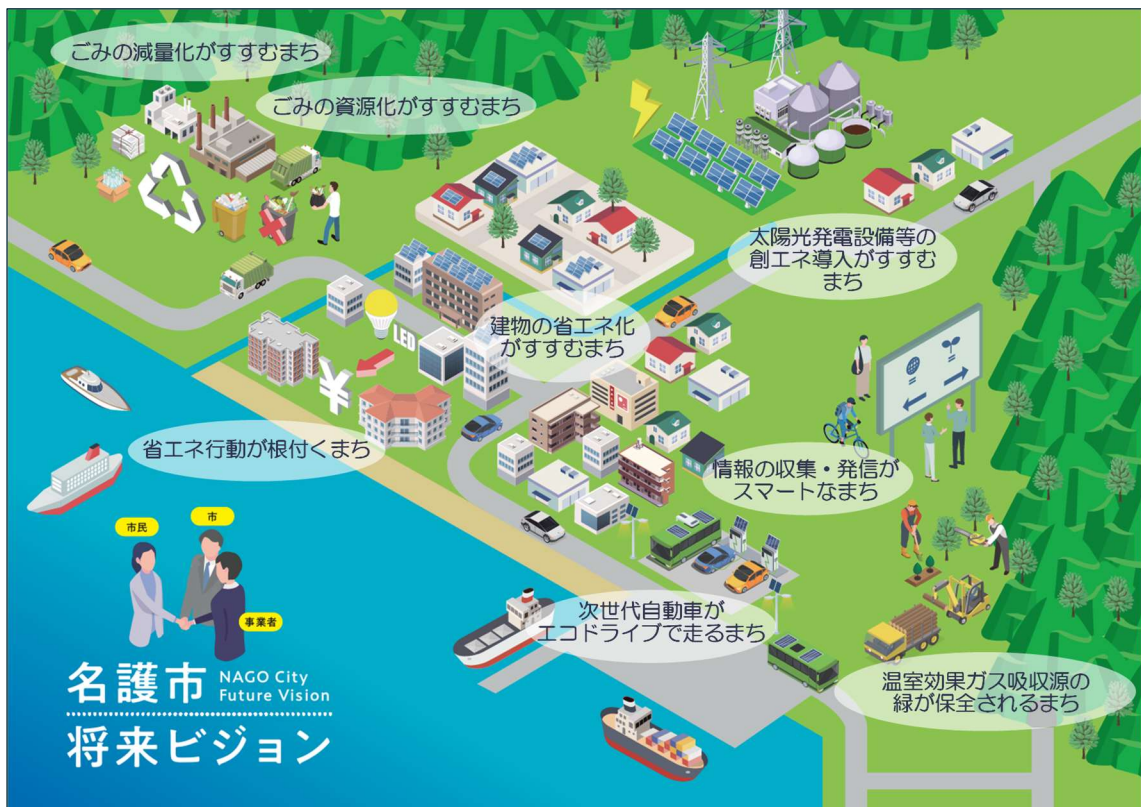 ごみの減量化がすすむまち
ごみの資源化がすすむまち
太陽光発電設備等の
創エネ導入がすすむ
まち
建物の省エネ化
がすすむまち
LED
¥
省エネ行動が根付くまち
情報の収集・発信が
スマートなまち
市民
市
事業者
次世代自動車が
エコドライブで走るまち
温室効果ガス吸収源の
緑が保全されるまち
名護市
NAGO City
Future Vision
将来ビジョン